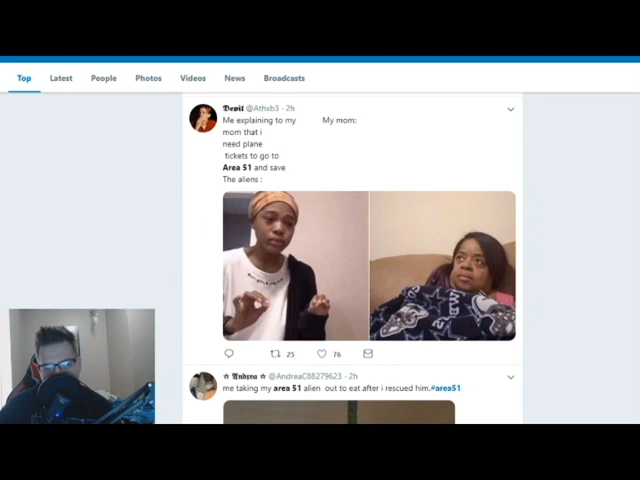 Top Latest People Photos Videos News Broadcasts
Devil @Athxb3 · 2h
Me explaining to my My mom:
mom that i
need plane
tickets to go to
Area 51 and save
The aliens :
25 76
☆ Andrea ☆ @AndreaC88279623 · 2h
me taking my area 51 alien out to eat after i rescued him.#area51